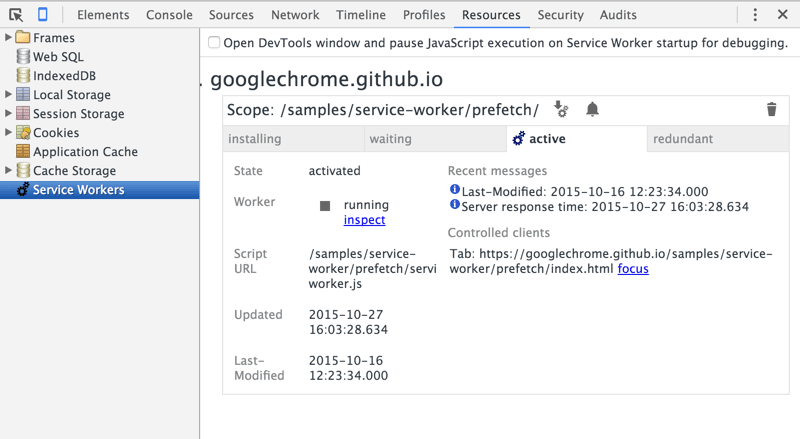 Elements Console Sources Network Timeline Profiles Resources Security Audits
Frames
Web SQL
IndexedDB
Local Storage
Session Storage
Cookies
Application Cache
Cache Storage
Service Workers
Open DevTools window and pause JavaScript execution on Service Worker startup for debugging.
. googlechrome.github.io
Scope: /samples/service-worker/prefetch/
installing waiting active redundant
State activated
Worker running
inspect
Script
URL
/samples/service-
worker/prefetch/servi
worker.js
Updated 2015-10-27
16:03:28.634
Last-
Modified
2015-10-16
12:23:34.000
Recent messages
Last-Modified: 2015-10-16 12:23:34.000
Server response time: 2015-10-27 16:03:28.634
Controlled clients
Tab: https://googlechrome.github.io/samples/service-
worker/prefetch/index.html focus